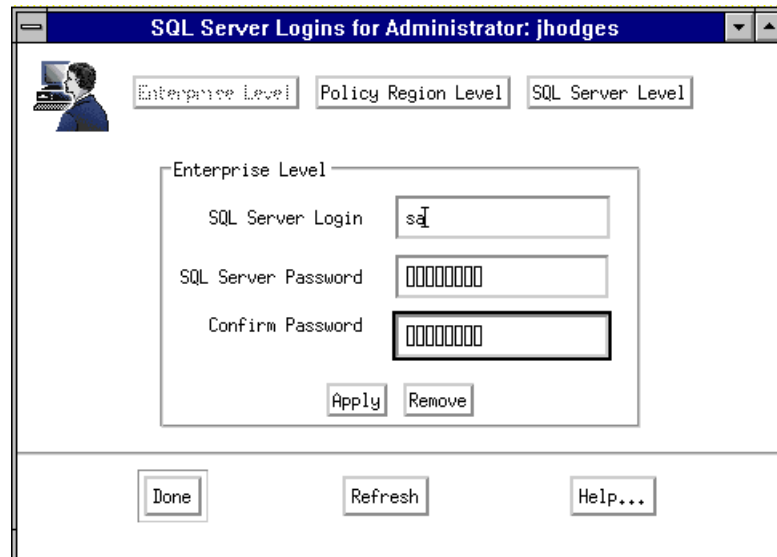 SQL Server Logins for Administrator: jhodges
Enterprise Level Policy Region Level SQL Server Level
Enterprise Level
SQL Server Login sa
SQL Server Password
Confirm Password
Apply Remove
Done Refresh Help...